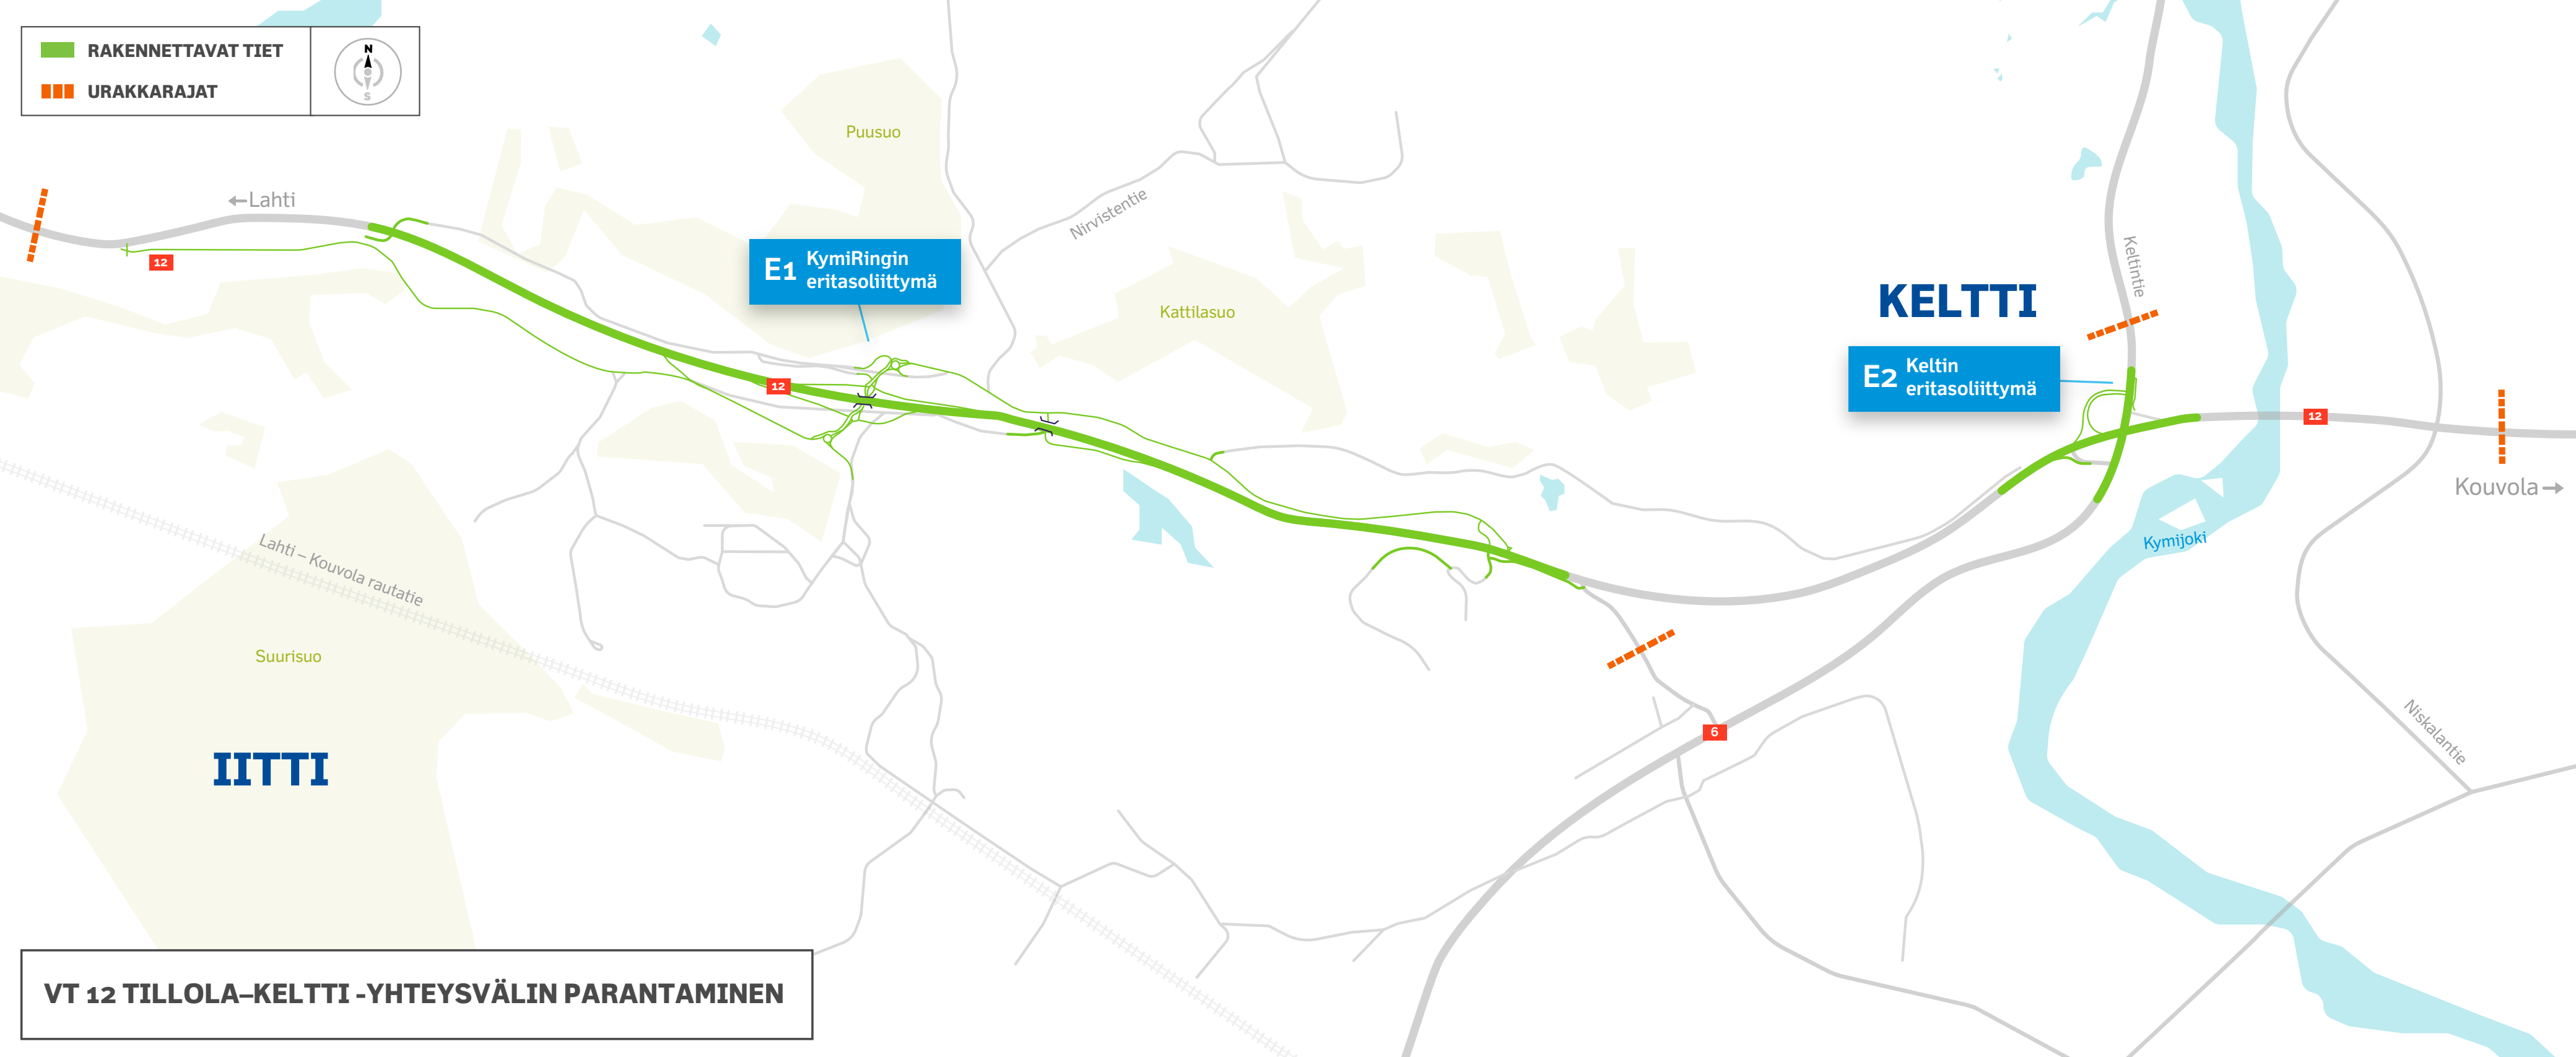 RAKENNETTAVAT TIET
URAKKARAJAT
N
S
Puusuo
←Lahti
12
Nirvistentie
E1 KymiRingin
eritasoliittymä
Kattilasuo
Keltintie
KELTTI
E2 Keltin
eritasoliittymä
12
12
Kouvola→
Kymijoki
Lahti – Kouvola rautatie
Suurisuo
6
Niskalantie
IITTI
VT 12 TILLOLA–KELTTI -YHTEYSVÄLIN PARANTAMINEN